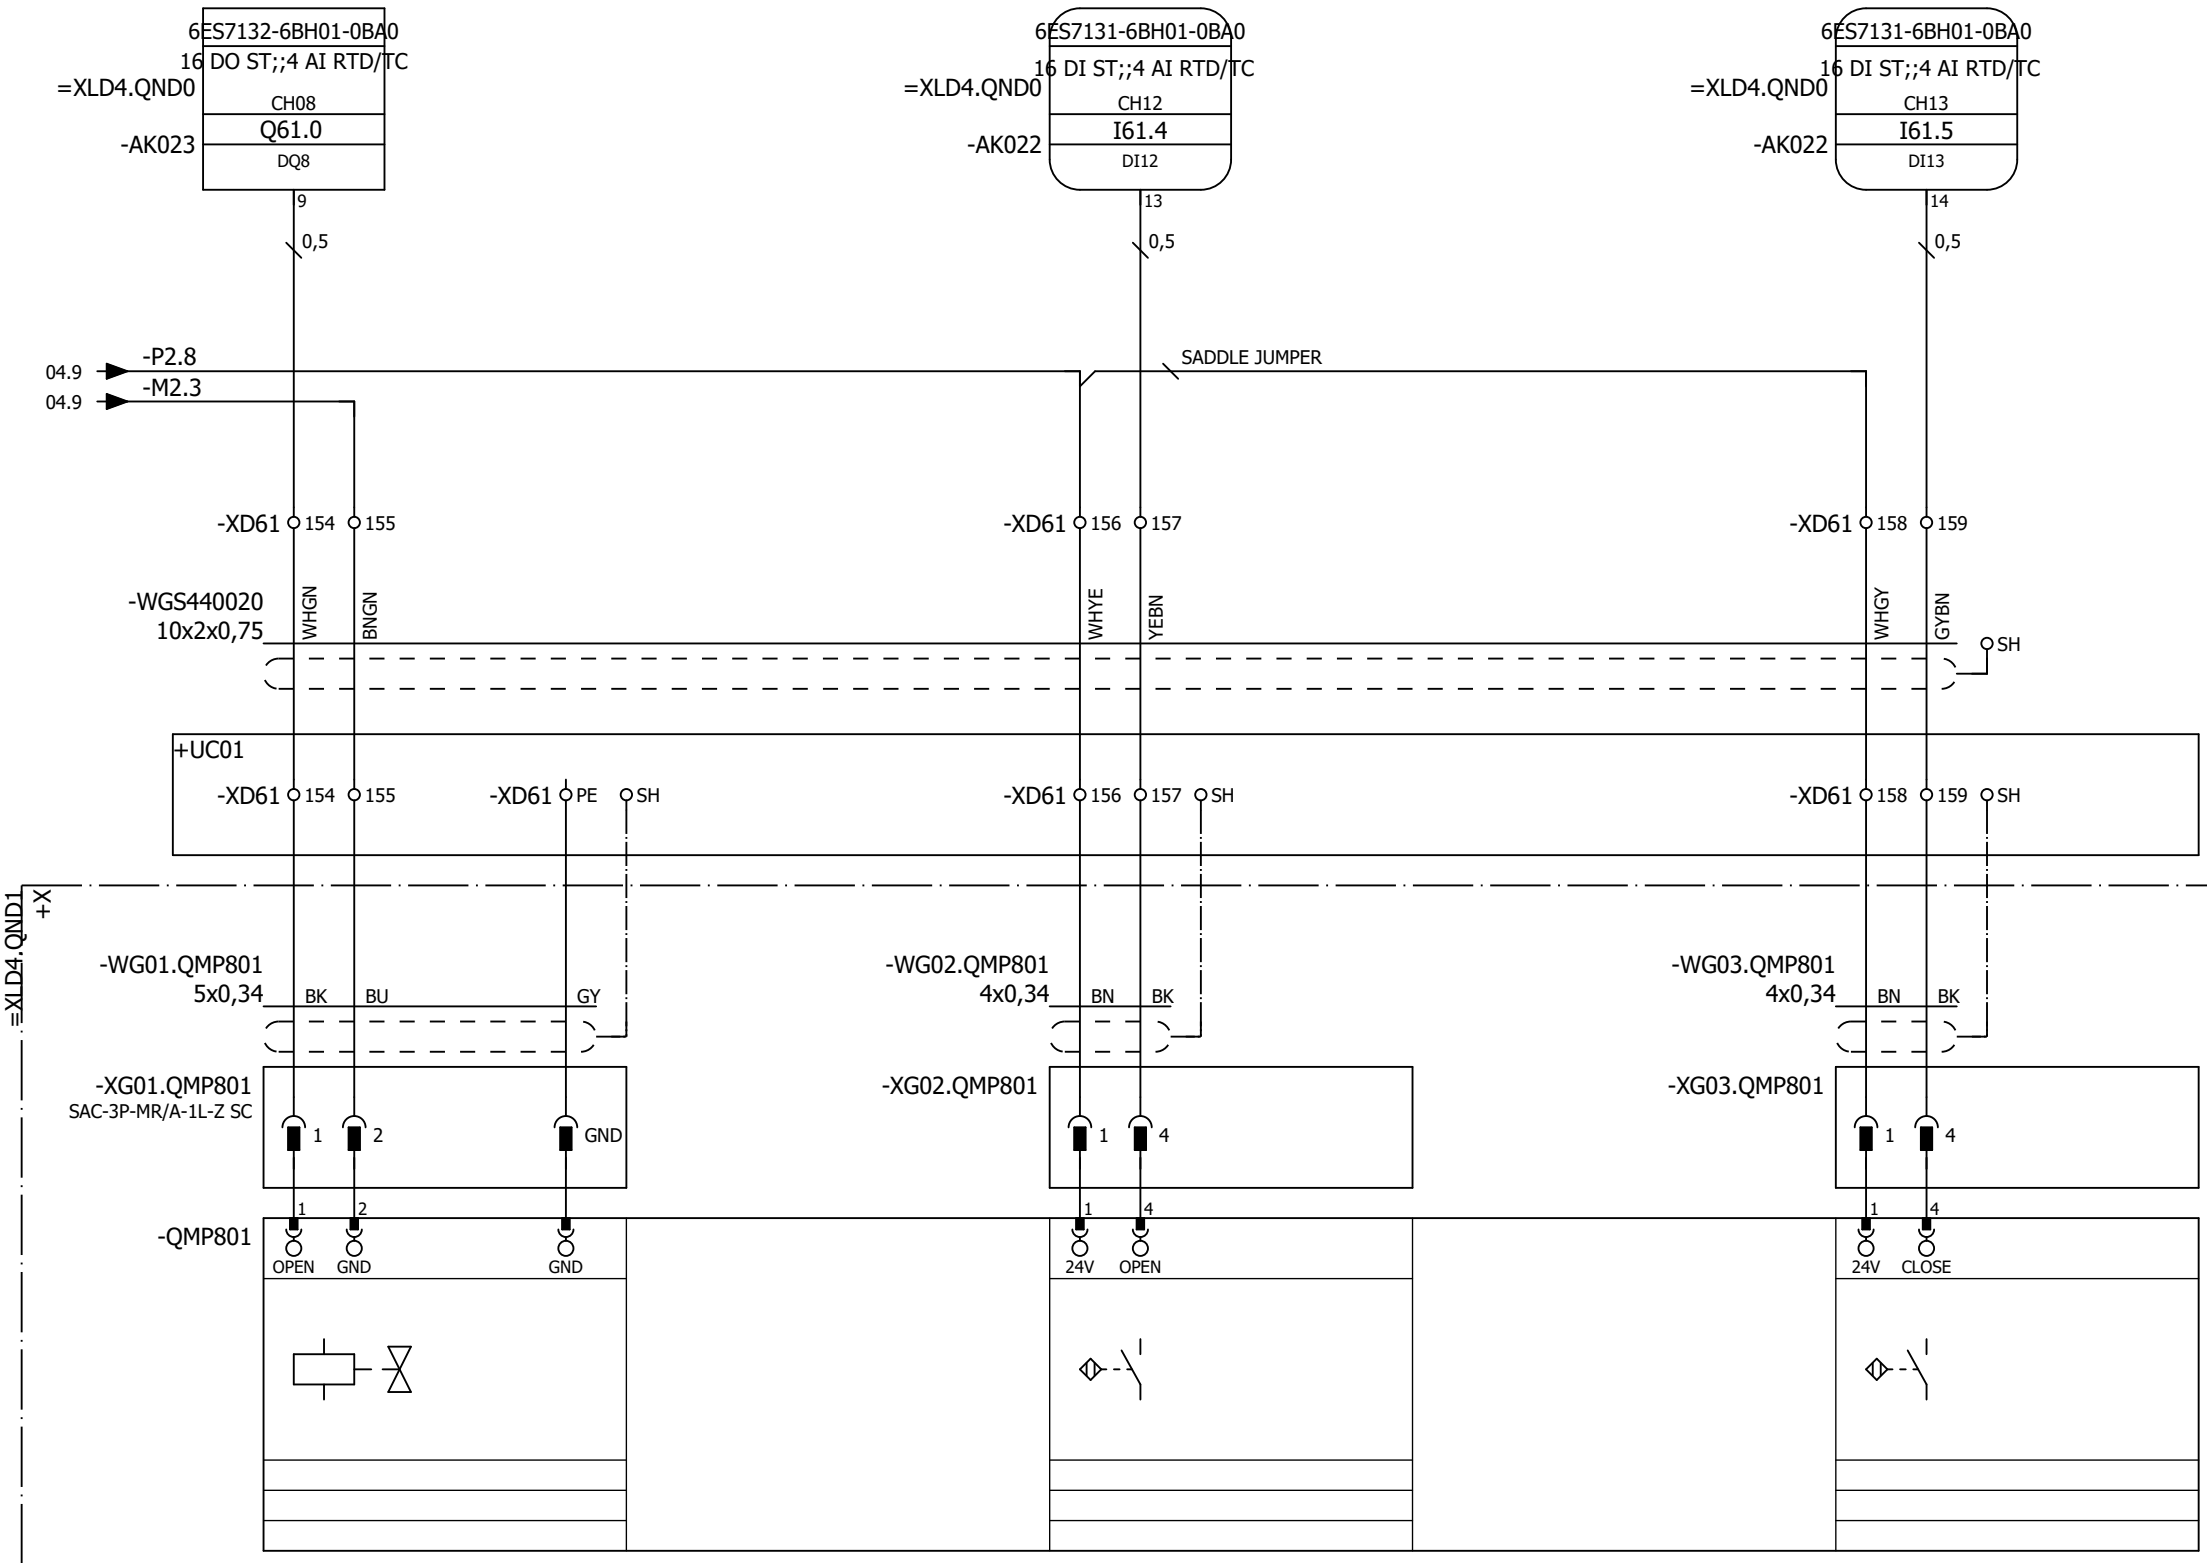 6ES7132-6BH01-0BA0
16 DO ST;;4 AI RTD/TC
=XLD4.QND0
CH08
Q61.0
-AK023
DQ8
9
0,5
6ES7131-6BH01-0BA0
16 DI ST;;4 AI RTD/TC
=XLD4.QND0
CH12
I61.4
-AK022
DI12
13
0,5
6ES7131-6BH01-0BA0
16 DI ST;;4 AI RTD/TC
=XLD4.QND0
CH13
I61.5
-AK022
DI13
14
0,5
04.9 -P2.8
SADDLE JUMPER
04.9 -M2.3
-XD61 154 155
-XD61 156 157
-XD61 158 159
-WGS440020
10x2x0,75
WHGN BNGN
WHYE YEBN
WHGY GYBN
SH
+UC01
-XD61 154 155
-XD61 PE SH
-XD61 156 157 SH
-XD61 158 159 SH
=XLD4.QND1
+X
-WG01.QMP801
5x0,34 BK BU GY
-WG02.QMP801
4x0,34 BN BK
-WG03.QMP801
4x0,34 BN BK
-XG01.QMP801
SAC-3P-MR/A-1L-Z SC
1 2 GND
-XG02.QMP801
1 4
-XG03.QMP801
1 4
-QMP801
1 2
OPEN GND GND
1 4
24V OPEN
1 4
24V CLOSE